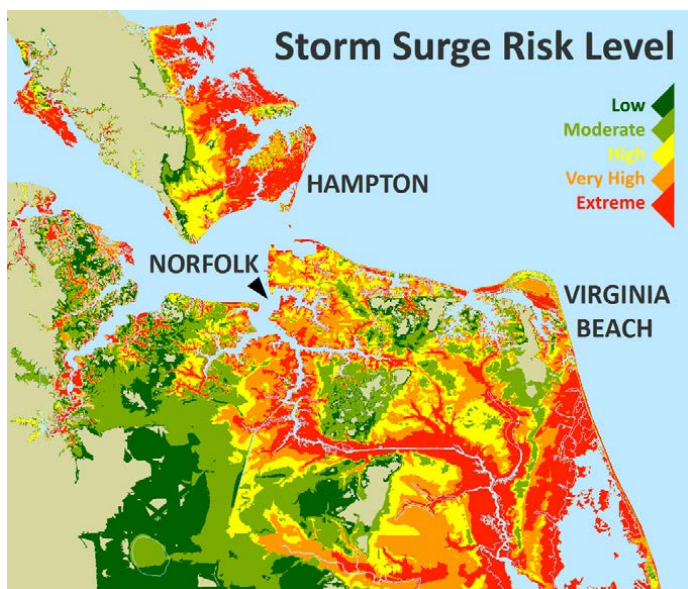 Storm Surge Risk Level
Low
Moderate
High
Very High
Extreme
HAMPTON
NORFOLK
VIRGINIA
BEACH